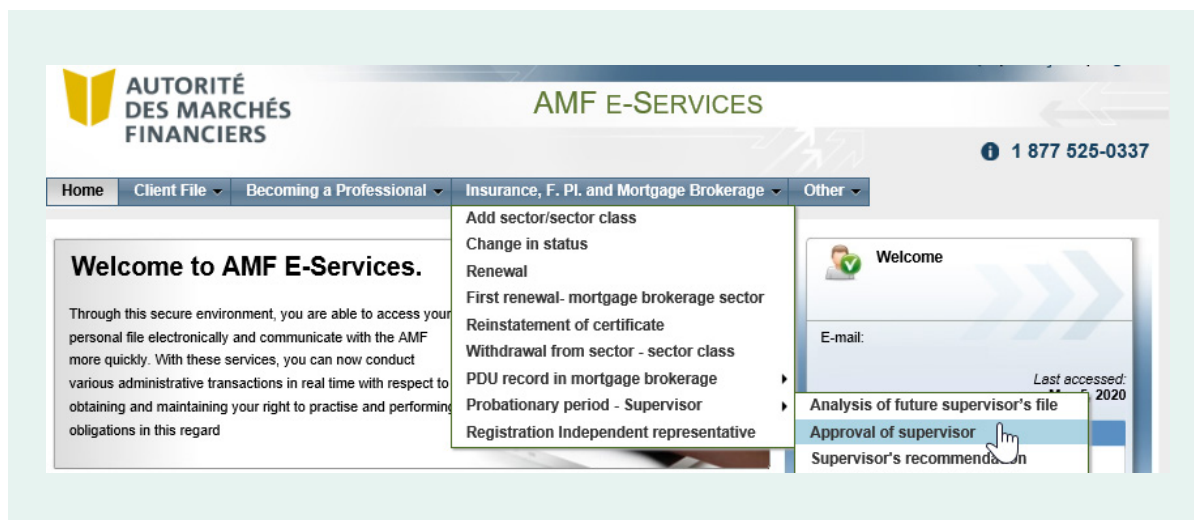 AUTORITÉ
DES MARCHÉS
FINANCIERS
AMF E-SERVICES
1 877 525-0337
Home Client File Becoming a Professional Insurance, F. Pl. and Mortgage Brokerage Other
Add sector/sector class
Change in status
Renewal
First renewal- mortgage brokerage sector
Reinstatement of certificate
Withdrawal from sector - sector class
PDU record in mortgage brokerage
Probationary period - Supervisor
Registration Independent representative
Analysis of future supervisor's file
Approval of supervisor
Supervisor's recommendation
Welcome to AMF E-Services.
Through this secure environment, you are able to access your
personal file electronically and communicate with the AMF
more quickly. With these services, you can now conduct
various administrative transactions in real time with respect to
obtaining and maintaining your right to practise and performing
obligations in this regard
Welcome
E-mail:
Last accessed:
2020